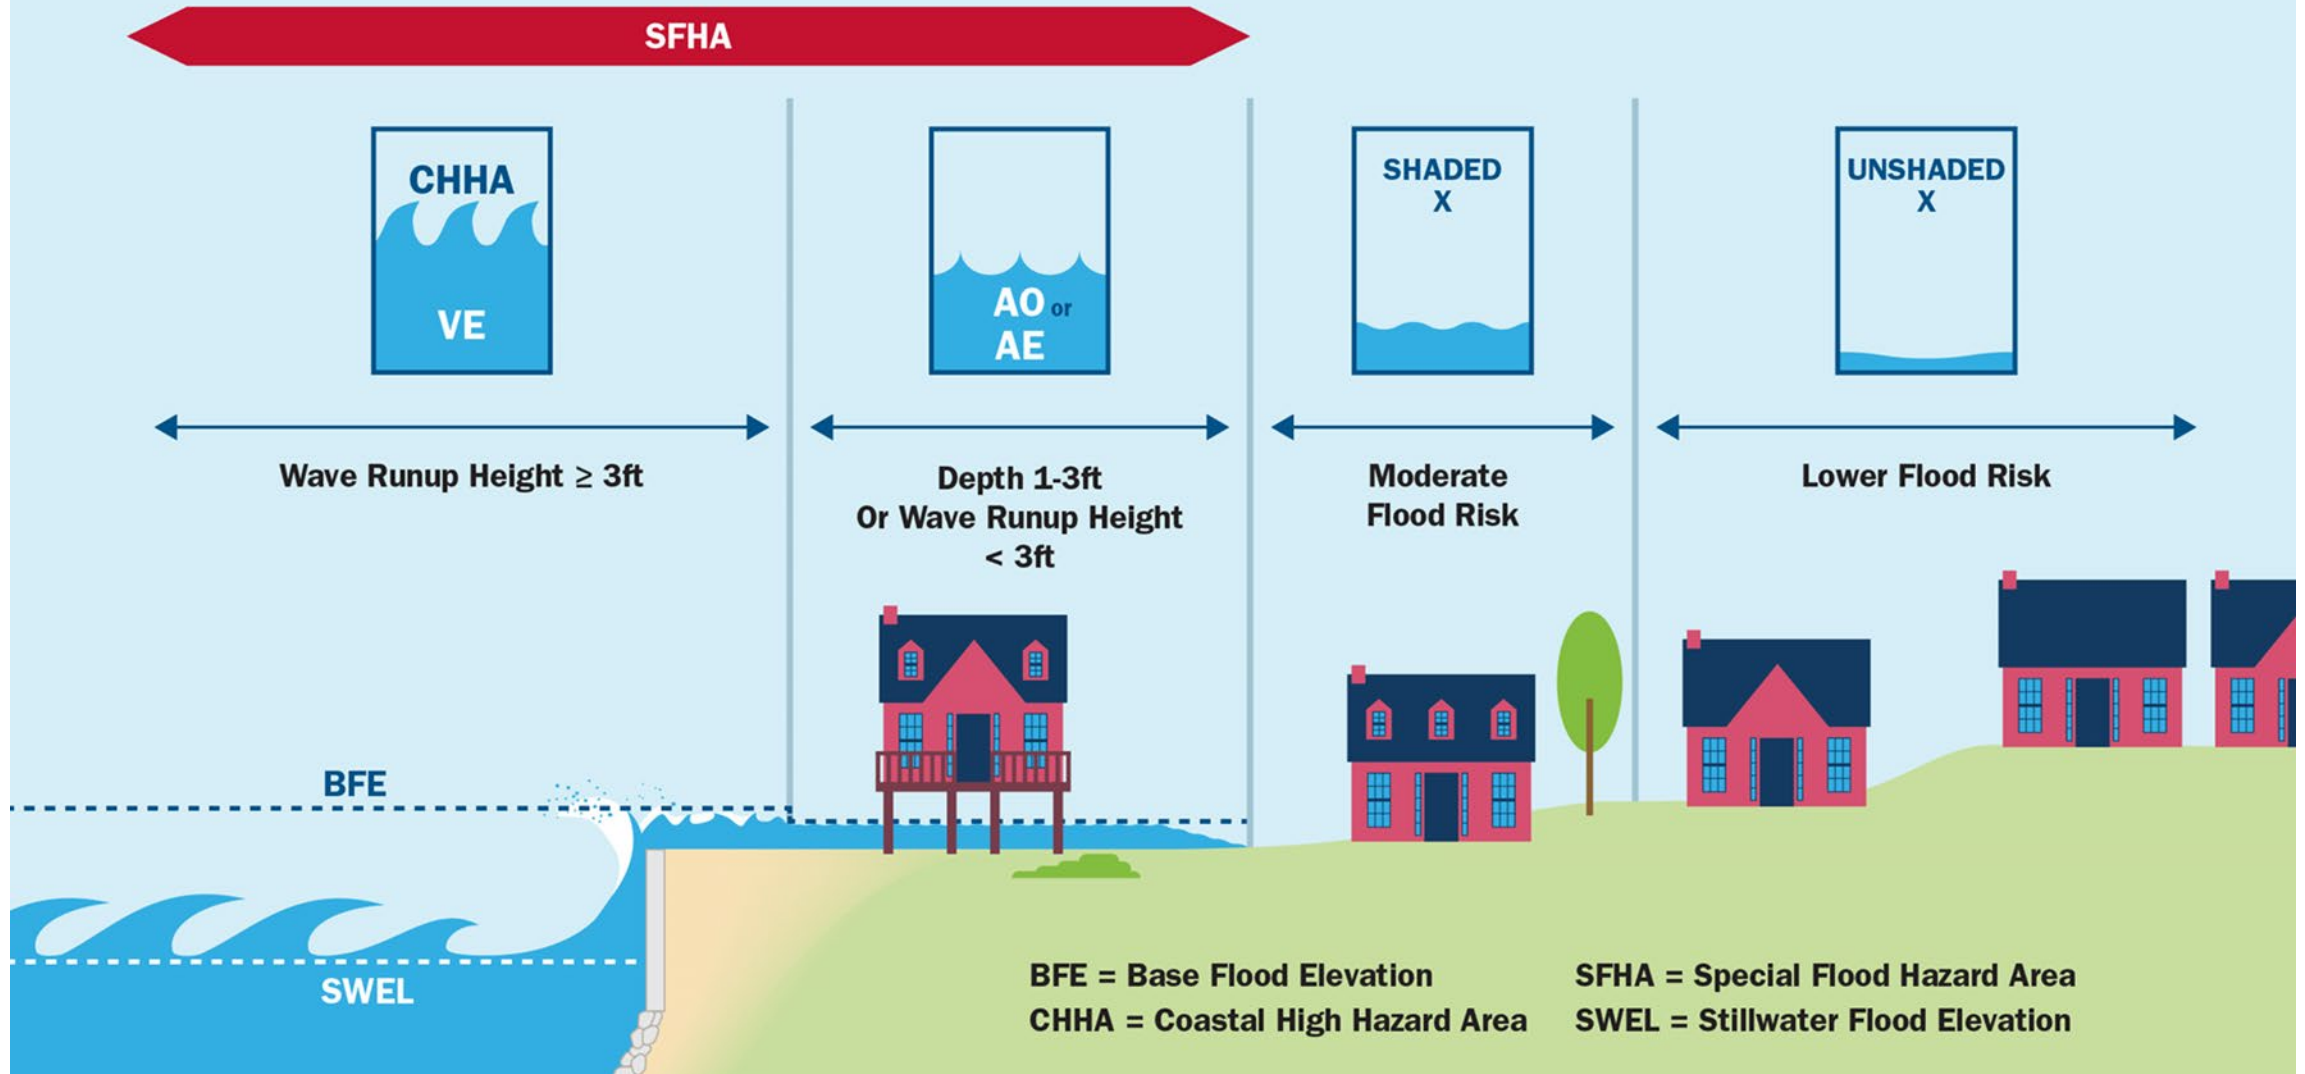 SFHA
CHHA
VE
AO or
AE
SHADED
X
UNSHADED
X
Wave Runup Height ≥ 3ft
Depth 1-3ft
Or Wave Runup Height
< 3ft
Moderate
Flood Risk
Lower Flood Risk
BFE
SWEL
BFE = Base Flood Elevation
CHHA = Coastal High Hazard Area
SFHA = Special Flood Hazard Area
SWEL = Stillwater Flood Elevation